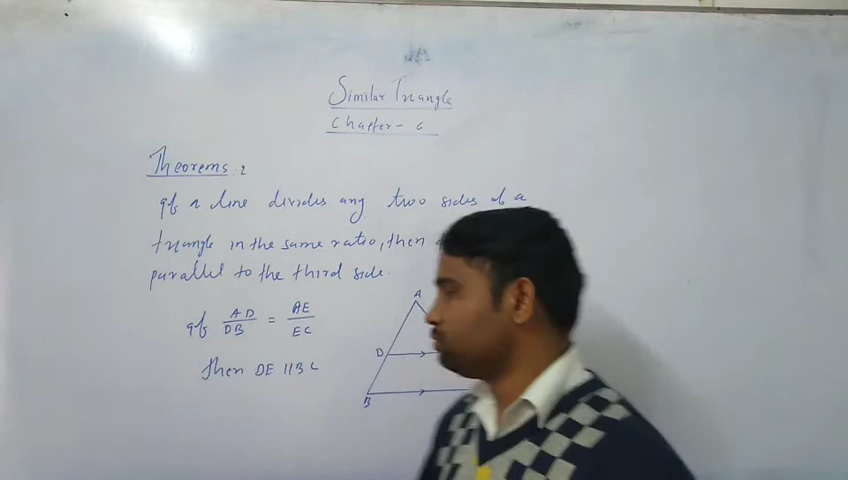 Similar Triangle
Chapter - 6
Theorems :2
If a line divides any two sides of a
triangle in the same ratio, then
parallel to the third side.
If AD/DB = AE/EC
then DE || BC
A
D
B